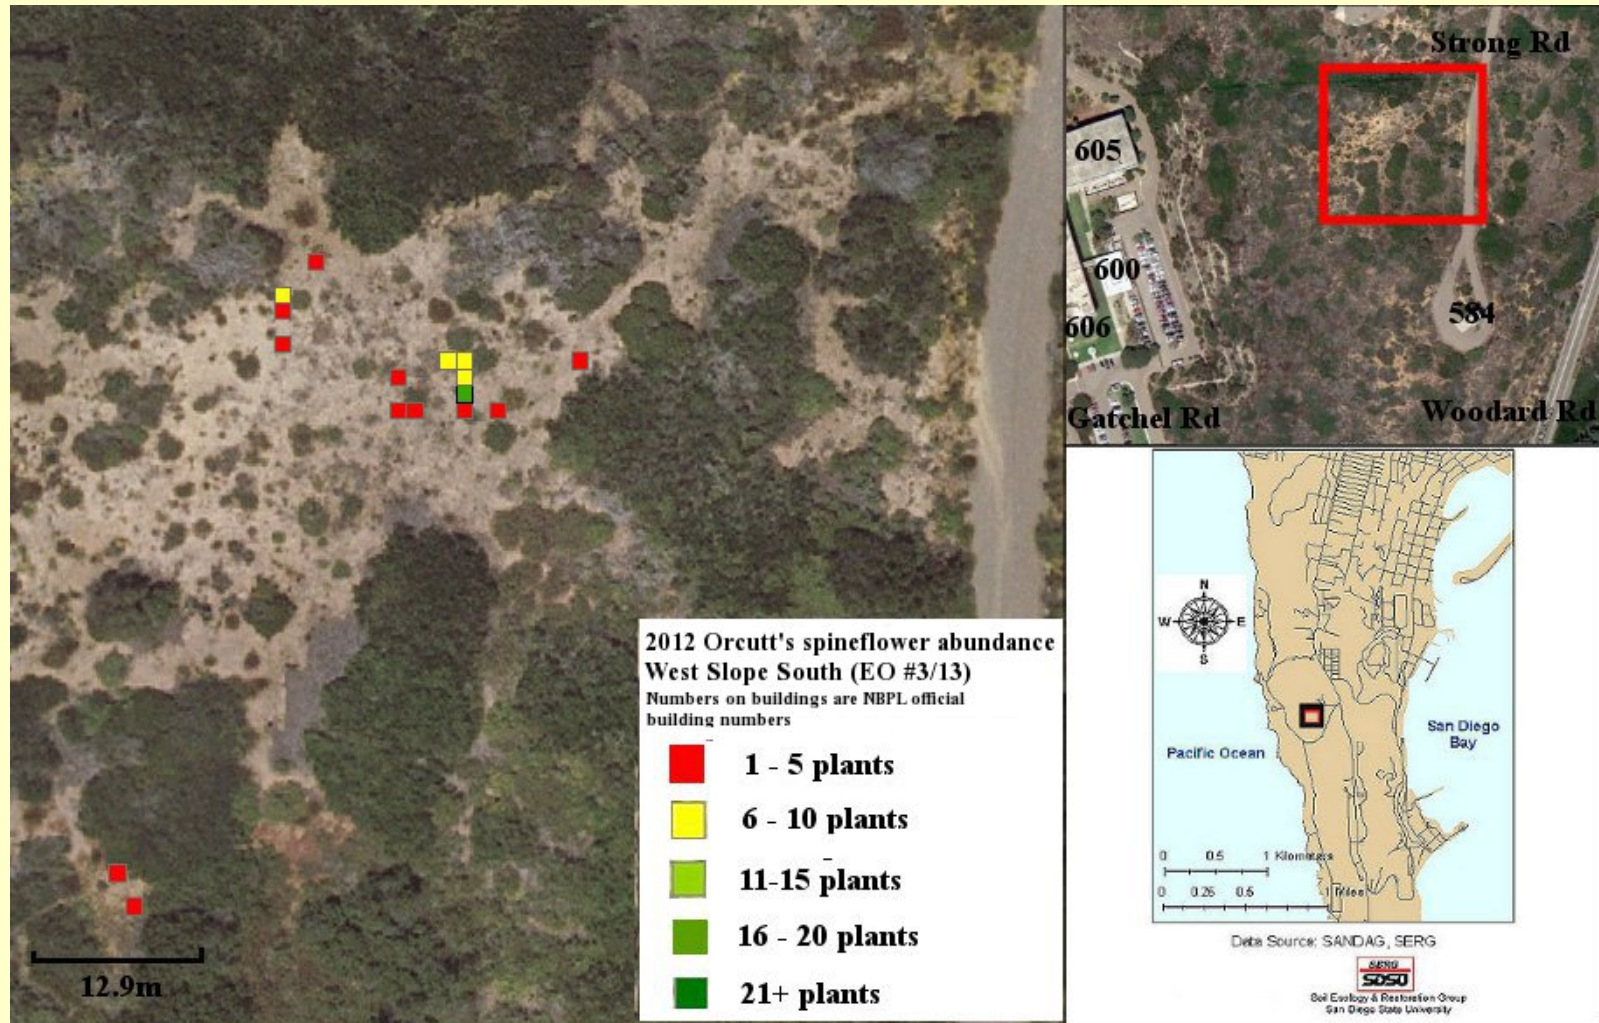 Strong Rd
605
600
606
584
Gatchel Rd
Woodard Rd
2012 Orcutt's spineflower abundance
West Slope South (EO #3/13)
Numbers on buildings are NBPL official
building numbers
1 - 5 plants
6 - 10 plants
11-15 plants
16 - 20 plants
21+ plants
12.9m
N
W E
S
San Diego
Bay
Pacific Ocean
0 0.5 1 Kilometers
0 0.25 0.5 1 Miles
Data Source: SANDAG, SERG
SERG
SDSU
Soil Ecology & Restoration Group
San Diego State University